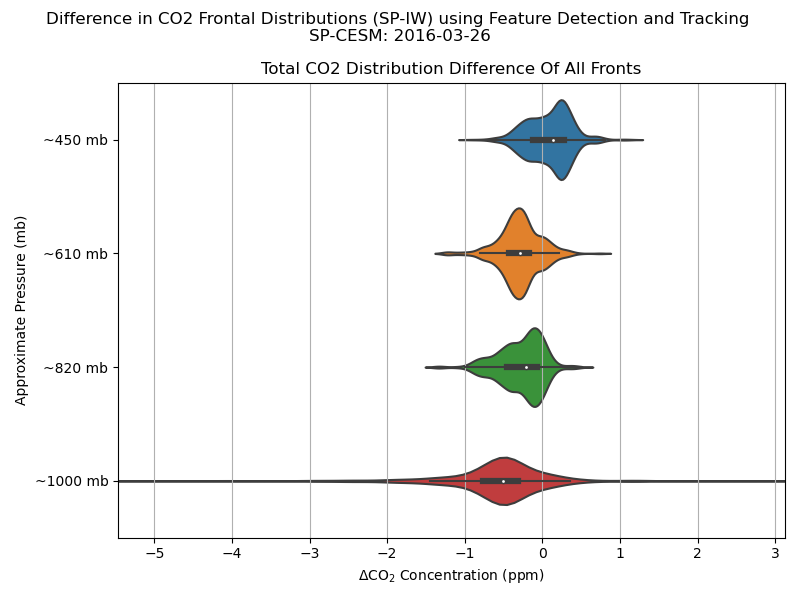 Difference in CO2 Frontal Distributions (SP-IW) using Feature Detection and Tracking
SP-CESM: 2016-03-26
Total CO2 Distribution Difference Of All Fronts
Approximate Pressure (mb)
~450 mb
~610 mb
~820 mb
~1000 mb
−5 −4 −3 −2 −1 0 1 2 3
ΔCO₂ Concentration (ppm)